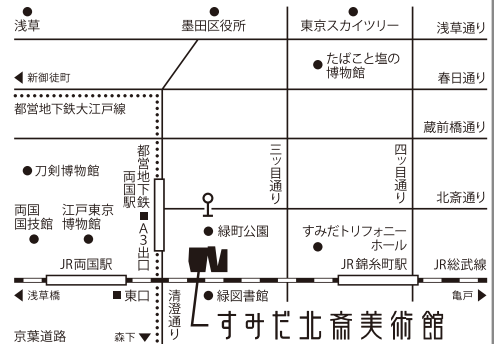 浅草
墨田区役所
東京スカイツリー
浅草通り
たばこと塩の
博物館
新御徒町
春日通り
都営地下鉄大江戸線
蔵前橋通り
都営地下鉄
両国駅
三ッ目通り
四ッ目通り
刀剣博物館
北斎通り
両国
国技館
江戸東京
博物館
A3出口
緑町公園
すみだトリフォニー
ホール
JR両国駅
JR錦糸町駅
JR総武線
浅草橋
東口
清澄通り
緑図書館
亀戸
すみだ北斎美術館
京葉道路
森下